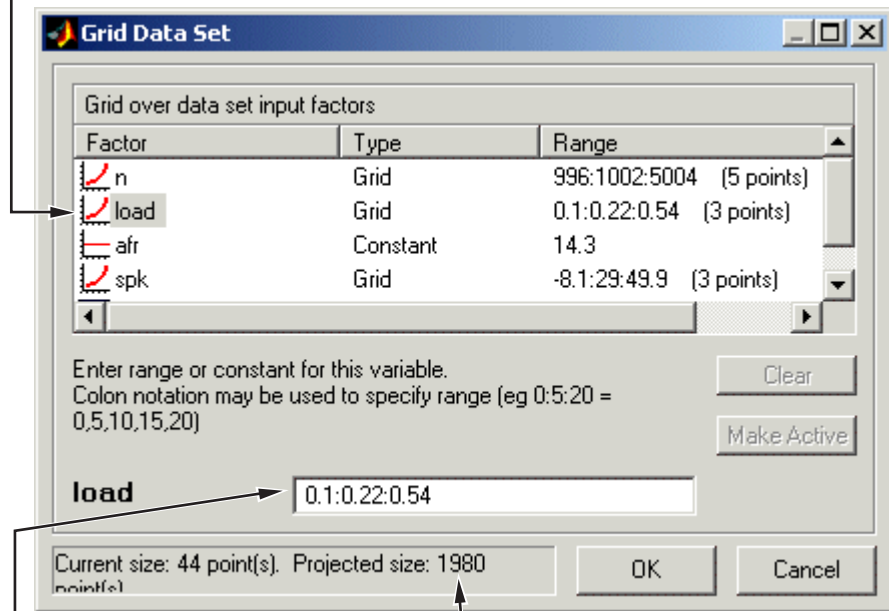 Grid Data Set
Grid over data set input factors
Factor Type Range
n Grid 996:1002:5004 (5 points)
load Grid 0.1:0.22:0.54 (3 points)
afr Constant 14.3
spk Grid -8.1:29:49.9 (3 points)
Enter range or constant for this variable.
Colon notation may be used to specify range (eg 0:5:20 =
0,5,10,15,20)
Clear
Make Active
load 0.1:0.22:0.54
Current size: 44 point(s). Projected size: 1980
point(s)
OK Cancel